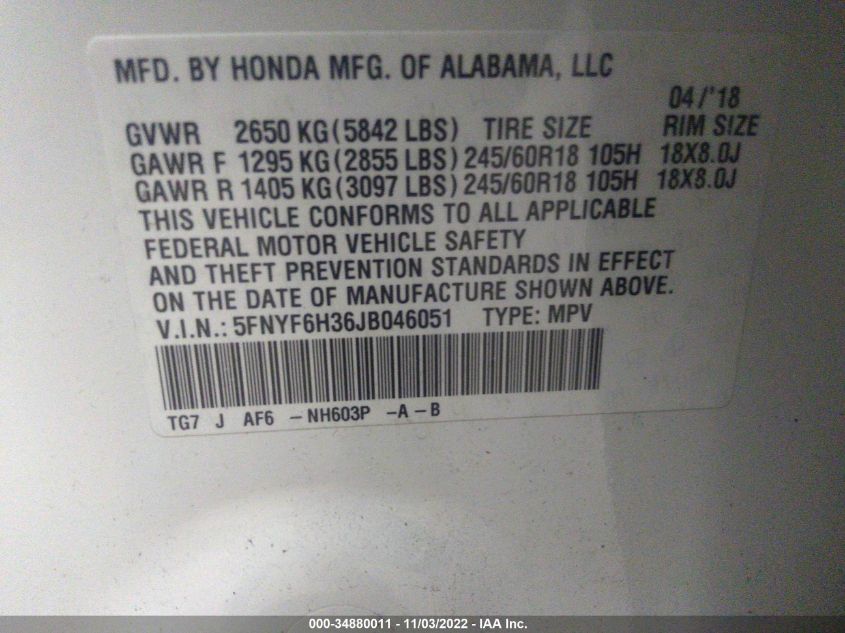 MFD. BY HONDA MFG. OF ALABAMA, LLC
04/'18
GVWR 2650 KG(5842 LBS) TIRE SIZE RIM SIZE
GAWR F 1295 KG(2855 LBS) 245/60R18 105H 18X8.0J
GAWR R 1405 KG(3097 LBS) 245/60R18 105H 18X8.0J
THIS VEHICLE CONFORMS TO ALL APPLICABLE
FEDERAL MOTOR VEHICLE SAFETY
AND THEFT PREVENTION STANDARDS IN EFFECT
ON THE DATE OF MANUFACTURE SHOWN ABOVE.
V.I.N.: 5FNYF6H36JB046051 TYPE: MPV
TG7 J AF6 -NH603P -A-B
000-34880011 - 11/03/2022 - IAA Inc.